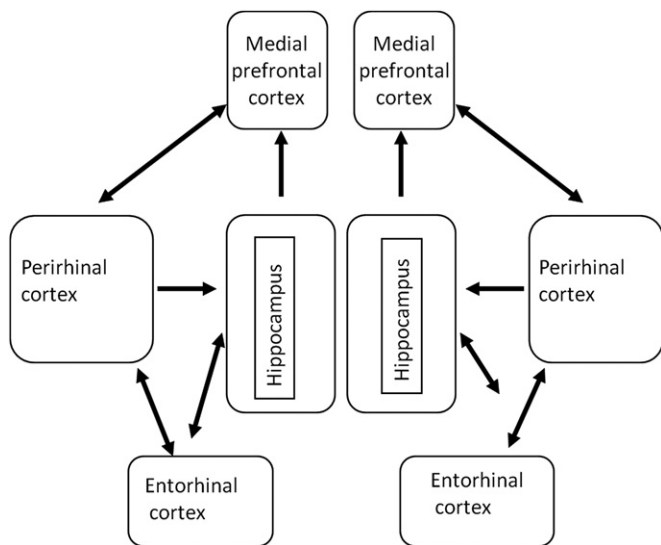 Medial
prefrontal
cortex
Medial
prefrontal
cortex
Perirhinal
cortex
Hippocampus
Hippocampus
Perirhinal
cortex
Entorhinal
cortex
Entorhinal
cortex